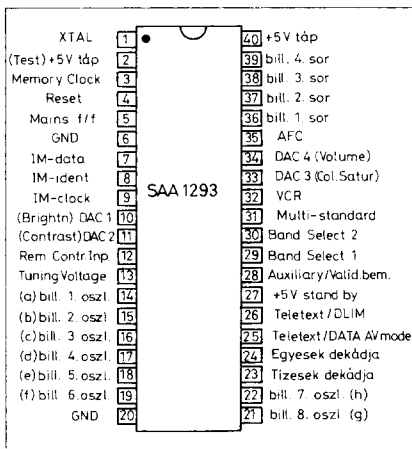 XTAL 1
(Test)+5V táp 2
Memory Clock 3
Reset 4
Mains f/f 5
GND 6
IM-data 7
IM-ident 8
IM-clock 9
(Brightn) DAC1 10
(Contrast)DAC2 11
Rem Contr.Inp. 12
Tuning Voltage 13
(a) bill. 1. oszl. 14
(b) bill. 2. oszl. 15
(c) bill. 3 oszl. 16
(d) bill. 4. oszl. 17
(e) bill. 5. oszl. 18
(f) bill 6.oszl. 19
GND 20
SAA 1293
40 +5V táp
39 bill. 4. sor
38 bill. 3. sor
37 bill. 2. sor
36 bill. 1. sor
35 AFC
34 DAC 4 (Volume)
33 DAC 3 (Col.Satur)
32 VCR
31 Multi-standard
30 Band Select 2
29 Band Select 1
28 Auxiliary/Valid.bem.
27 +5V stand by
26 Teletext/DLIM
25 Teletext/DATA AVmode
24 Egyesek dekádja
23 Tizesek dekádja
22 bill. 7. oszl. (h)
21 bill. 8. oszl (g)